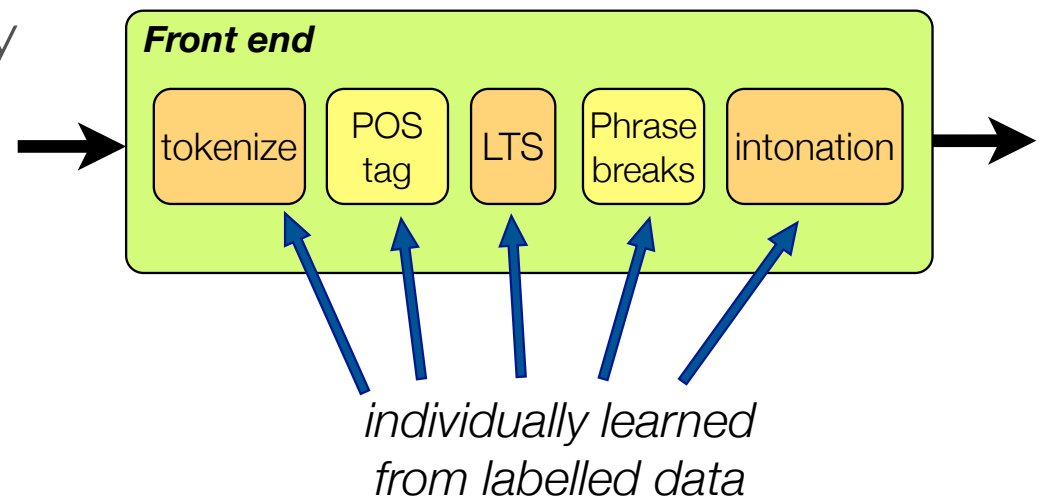 Front end
tokenize
POS
tag
LTS
Phrase
breaks
intonation
individually learned
from labelled data